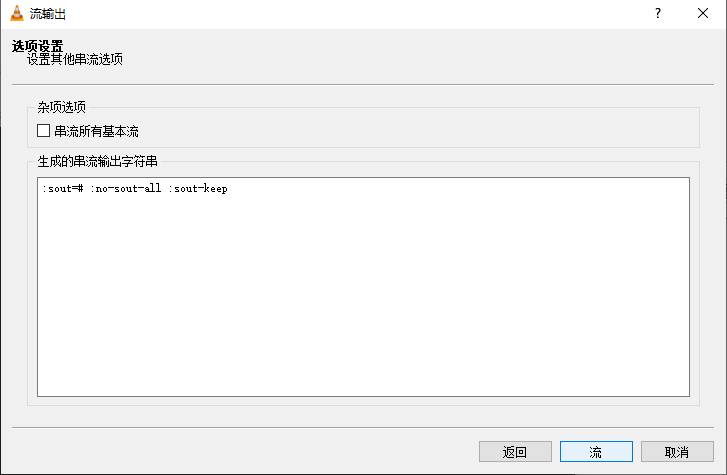 流输出
?
选项设置
设置其他串流选项
杂项选项
串流所有基本流
生成的串流输出字符串
:sout=# :no-sout-all :sout-keep
返回
流
取消